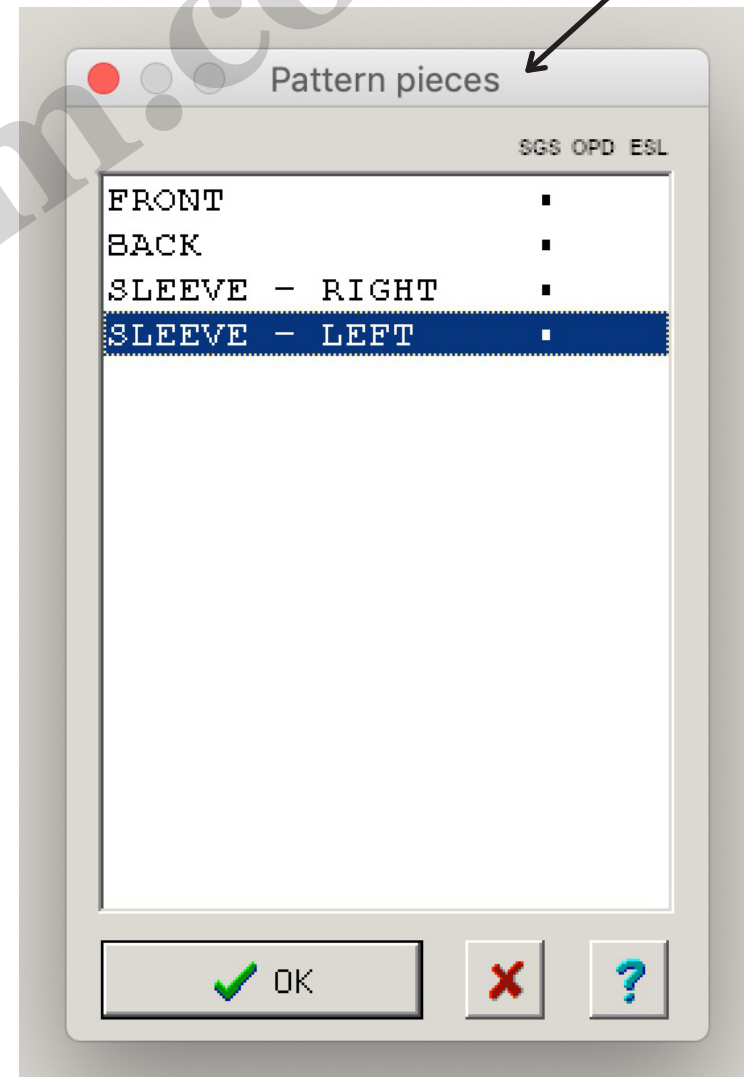 Pattern pieces
SGS OPD ESL
FRONT
BACK
SLEEVE - RIGHT
SLEEVE - LEFT
OK
?